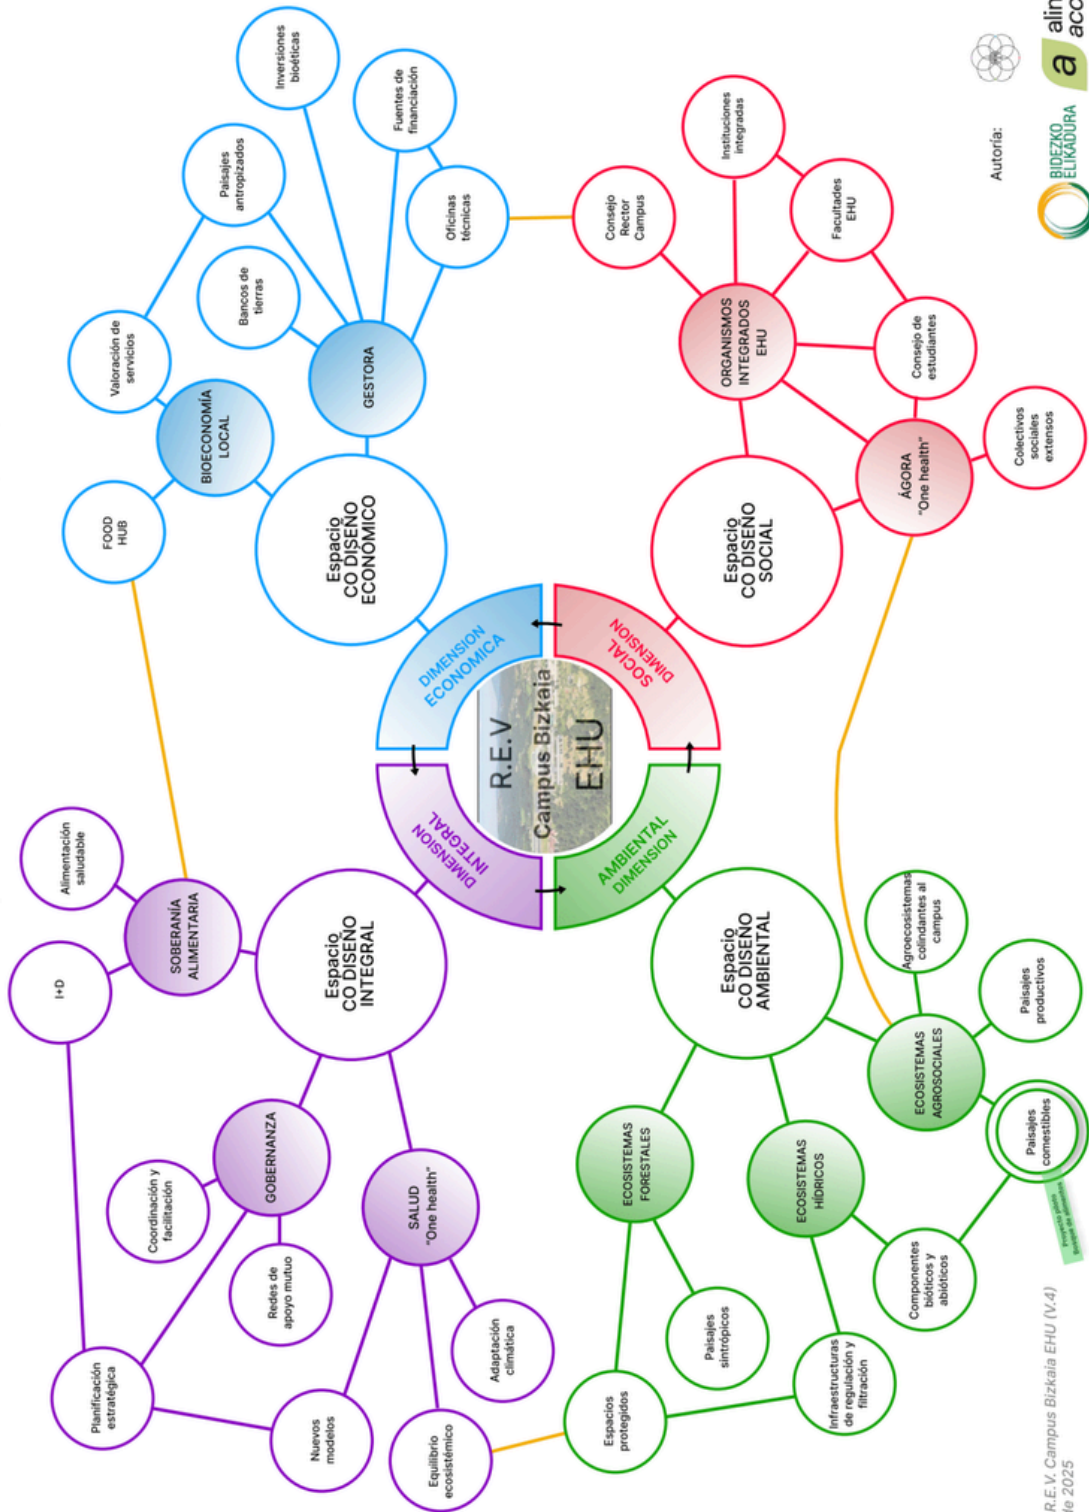 I+D
Alimentación
saludable
SOBERANÍA
ALIMENTARIA
Planificación
estratégica
Coordinación y
facilitación
GOBERNANZA
Redes de
apoyo mutuo
Nuevos
modelos
SALUD
"One health"
Equilibrio
ecosistémico
Adaptación
climática
Espacio
CO DISEÑO
INTEGRAL
DIMENSION
INTEGRAL
FOOD
HUB
Valoración de
servicios
BIOECONOMÍA
LOCAL
Paisajes
antropizados
Bancos de
tierras
Inversiones
bioéticas
Fuentes de
financiación
Oficinas
técnicas
GESTORA
Espacio
CO DISEÑO
ECONÓMICO
DIMENSION
ECONOMICA
R.E.V
Campus Bizkaia
EHU
AMBIENTAL
DIMENSION
SOCIAL
DIMENSION
Espacio
CO DISEÑO
AMBIENTAL
ECOSISTEMAS
FORESTALES
Espacios
protegidos
Paisajes
sintrópicos
ECOSISTEMAS
HÍDRICOS
Infraestructuras
de regulación y
filtración
Componentes
bióticos y
abióticos
ECOSISTEMAS
AGROSOCIALES
Agroecosistemas
colindantes al
campus
Paisajes
productivos
Paisajes
comestibles
Proyecto piloto
Bosque de alimentos
Espacio
CO DISEÑO
SOCIAL
ORGANISMOS
INTEGRADOS
EHU
Consejo
Rector
Campus
Instituciones
integradas
Facultades
EHU
Consejo de
estudiantes
ÁGORA
"One health"
Colectivos
sociales
extensos
R.E.V. Campus Bizkaia EHU (V.4)
de 2025
Autoría:
BIDEZKO
ELIKADURA
a